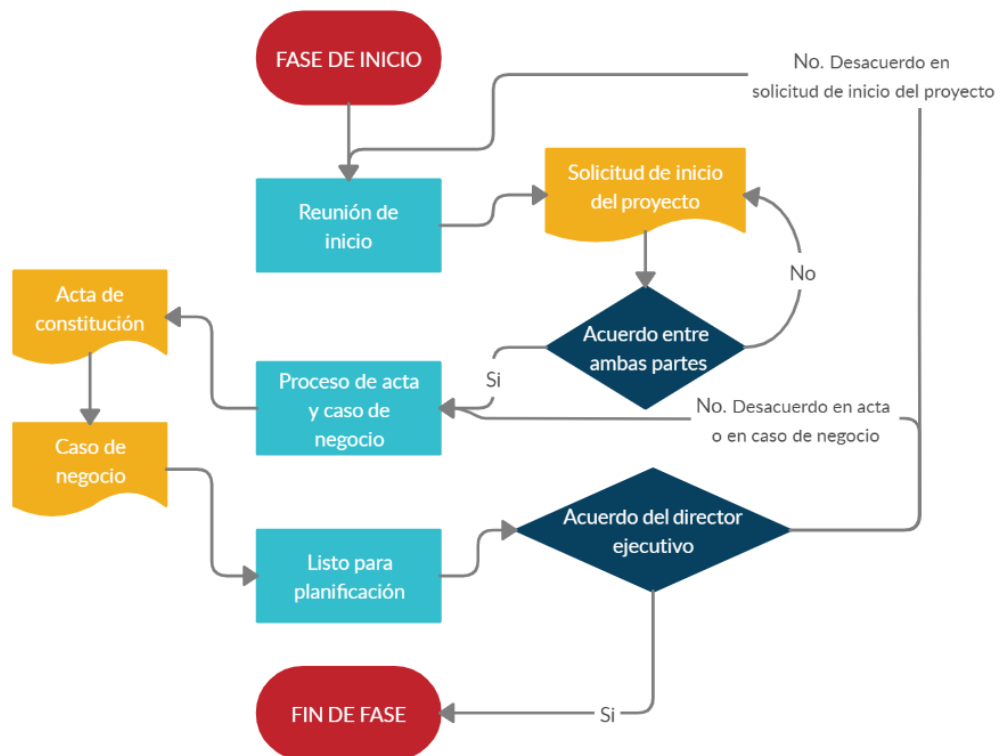 FASE DE INICIO
No. Desacuerdo en
solicitud de inicio del proyecto
Solicitud de inicio
del proyecto
Reunión de
inicio
No
Acta de
constitución
Acuerdo entre
ambas partes
Si
Proceso de acta
y caso de
negocio
No. Desacuerdo en acta
o en caso de negocio
Caso de
negocio
Acuerdo del director
ejecutivo
Listo para
planificación
FIN DE FASE
Si